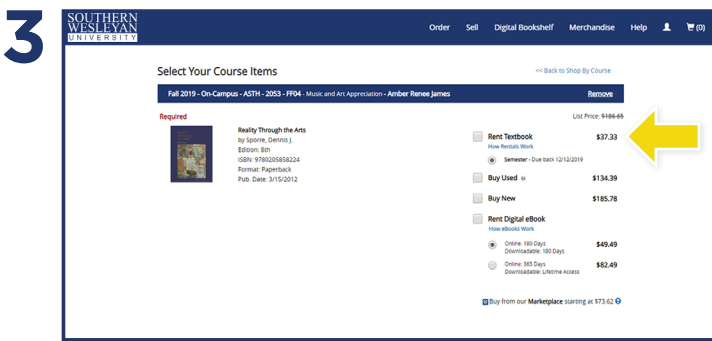 3
SOUTHERN
WESLEYAN
UNIVERSITY
Order Sell Digital Bookshelf Merchandise Help (0)
Select Your Course Items
<< Back to Shop By Course
Fall 2019 - On-Campus - ASTH - 2053 - FF04 - Music and Art Appreciation - Amber Renee James Remove
Required
List Price: $186.65
Reality Through the Arts
by Sporre, Dennis J.
Edition: 8th
ISBN: 9780205858224
Format: Paperback
Pub. Date: 3/15/2012
Rent Textbook $37.33
How Rentals Work
Semester - Due back 12/12/2019
Buy Used $134.39
Buy New $185.78
Rent Digital eBook
How eBooks Work
Online: 180 Days $49.49
Downloadable: 180 Days
Online: 365 Days $82.49
Downloadable: Lifetime Access
Buy from our Marketplace starting at $73.62